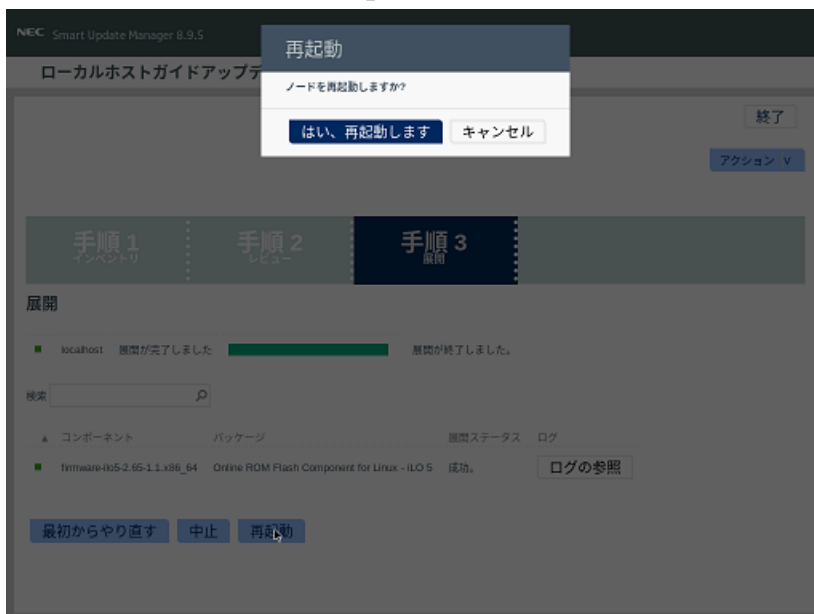 NEC Smart Update Manager 8.9.5
ローカルホストガイドアップデ
再起動
ノードを再起動しますか?
はい、再起動します キャンセル
終了
アクション ∨
手順 1
インベントリ
手順 2
レビュー
手順 3
展開
展開
localhost 展開が完了しました 展開が終了しました。
検索
コンポーネント パッケージ 展開ステータス ログ
firmware-ilo5-2.65-1.1.x86_64 Online ROM Flash Component for Linux - iLO 5 成功。 ログの参照
最初からやり直す 中止 再起動